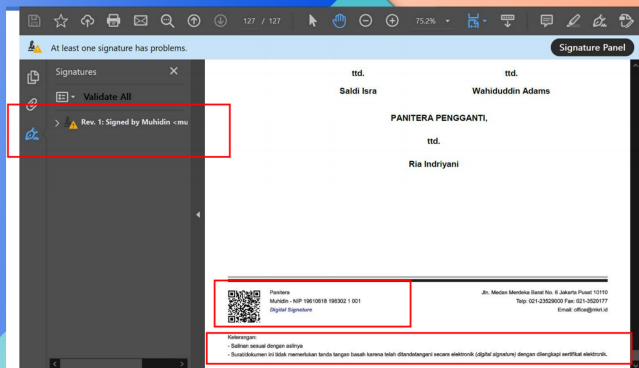 127 / 127
75.2%
At least one signature has problems.
Signature Panel
Signatures
Validate All
Rev. 1: Signed by Muhidin <mu
ttd.
ttd.
Saldi Isra
Wahiduddin Adams
PANITERA PENGGANTI,
ttd.
Ria Indriyani
Panitera
Muhidin - NIP 19610818 198302 1 001
Digital Signature
Jln. Medan Merdeka Barat No. 6 Jakarta Pusat 10110
Telp: 021-23529000 Fax: 021-3520177
Email: office@mkri.id
Keterangan:
- Salinan sesuai dengan aslinya
- Surat/dokumen ini tidak memerlukan tanda tangan basah karena telah ditandatangani secara elektronik (digital signature) dengan dilengkapi sertifikat elektronik.